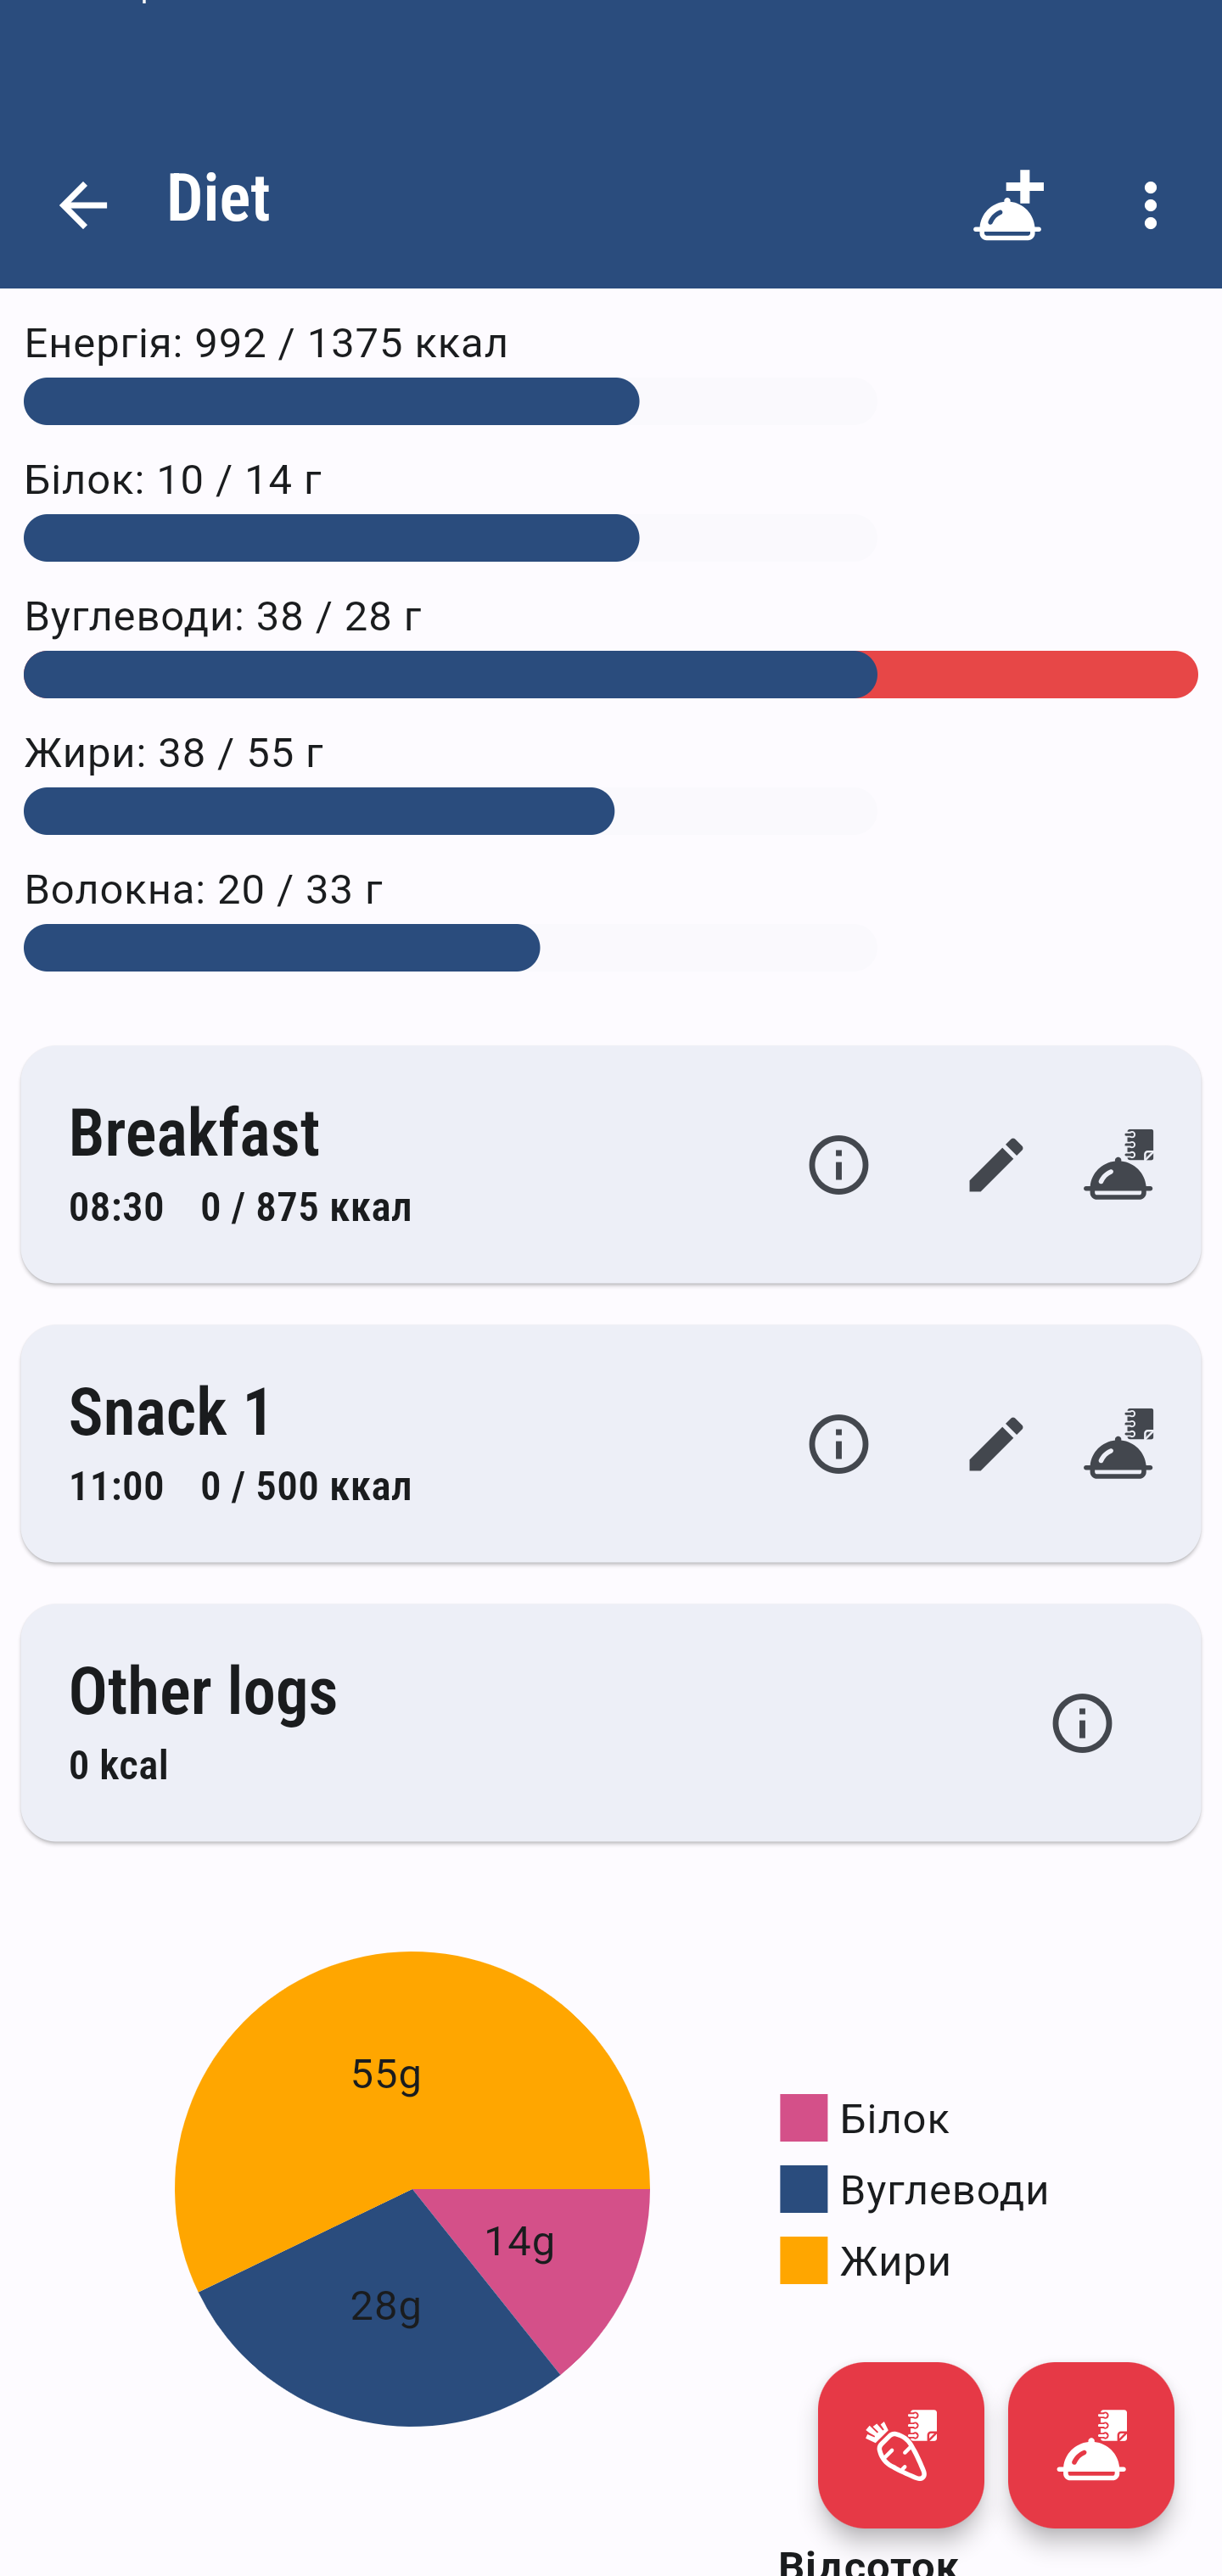 Diet
Енергія: 992 / 1375 ккал
Білок: 10 / 14 г
Вуглеводи: 38 / 28 г
Жири: 38 / 55 г
Волокна: 20 / 33 г
Breakfast
08:30 0 / 875 ккал
Snack 1
11:00 0 / 500 ккал
Other logs
0 kcal
55g
14g
28g
Білок
Вуглеводи
Жири
Відсоток